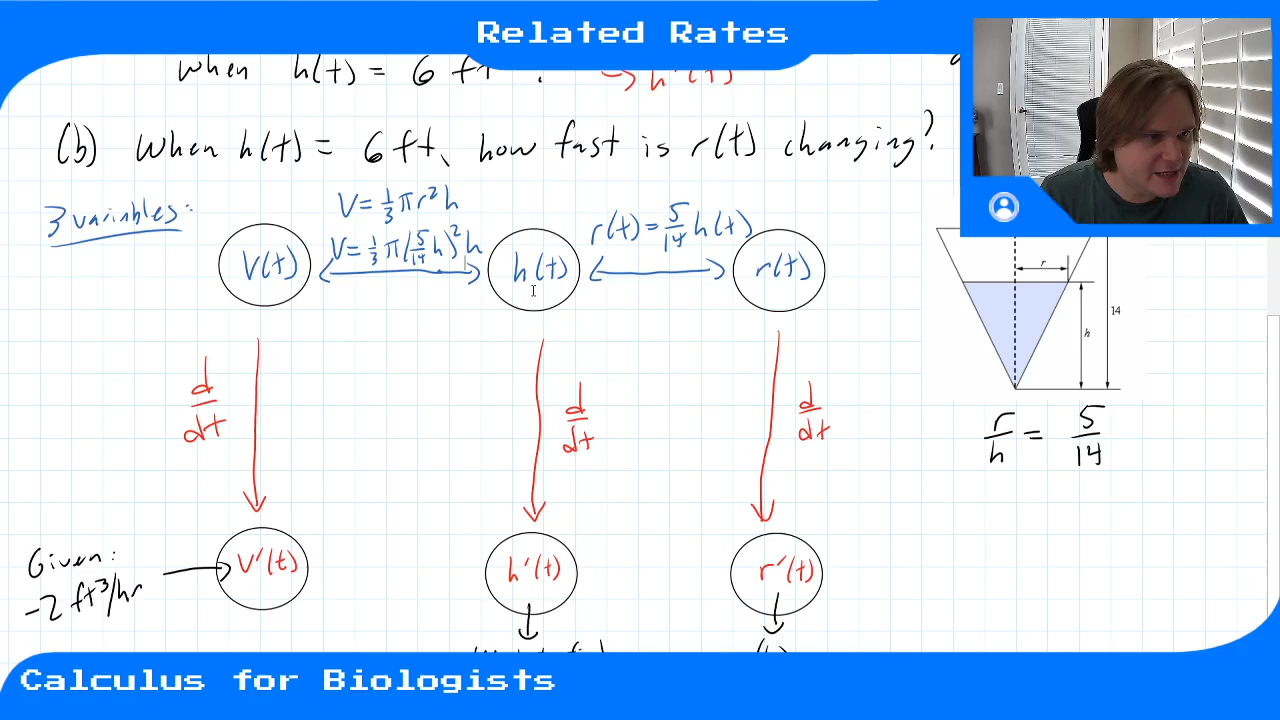 Related Rates
when h(t) = 6 ft
→ h'(t)
(b) When h(t) = 6 ft, how fast is r(t) changing?
3 variables:
V = 1/3 π r² h
V = 1/3 π (5/14 h)² h
r(t) = 5/14 h(t)
V(t)
h(t)
r(t)
r
h
14
d/dt
d/dt
d/dt
r/h = 5/14
Given:
-2 ft³/hr
V'(t)
h'(t)
r'(t)
Calculus for Biologists